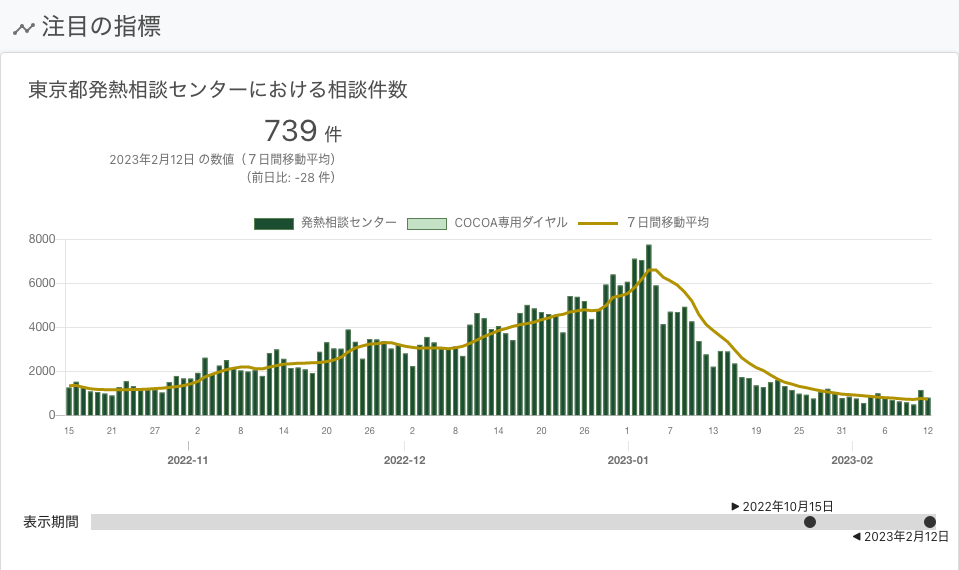 注目の指標
東京都発熱相談センターにおける相談件数
739 件
2023年2月12日 の数値（７日間移動平均）
（前日比: -28 件）
発熱相談センター COCOA専用ダイヤル ７日間移動平均
8000
6000
4000
2000
0
15 21 27 2 8 14 20 26 2 8 14 20 26 1 7 13 19 25 31 6 12
2022-11 2022-12 2023-01 2023-02
2022年10月15日
表示期間
2023年2月12日